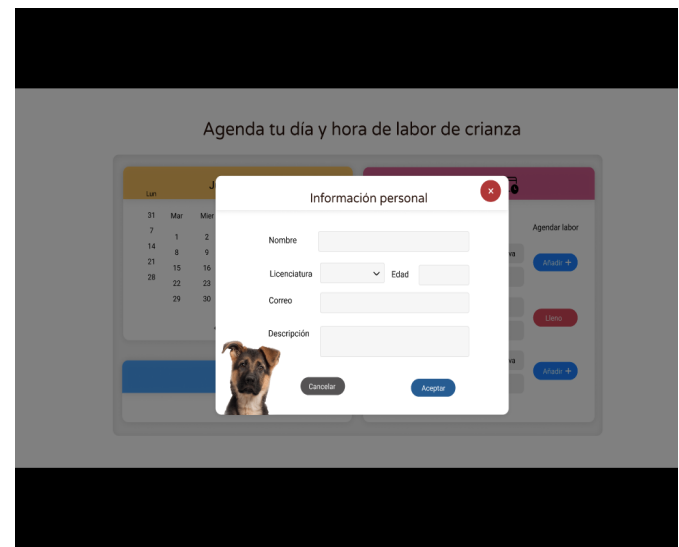 Agenda tu día y hora de labor de crianza
J
Lun
Información personal
x
31 Mar Mier
7 1 2
14 8 9
21 15 16
28 22 23
29 30
Agendar labor
va
Añadir +
Lleno
va
Añadir +
Nombre
Licenciatura Edad
Correo
Descripción
Cancelar Aceptar